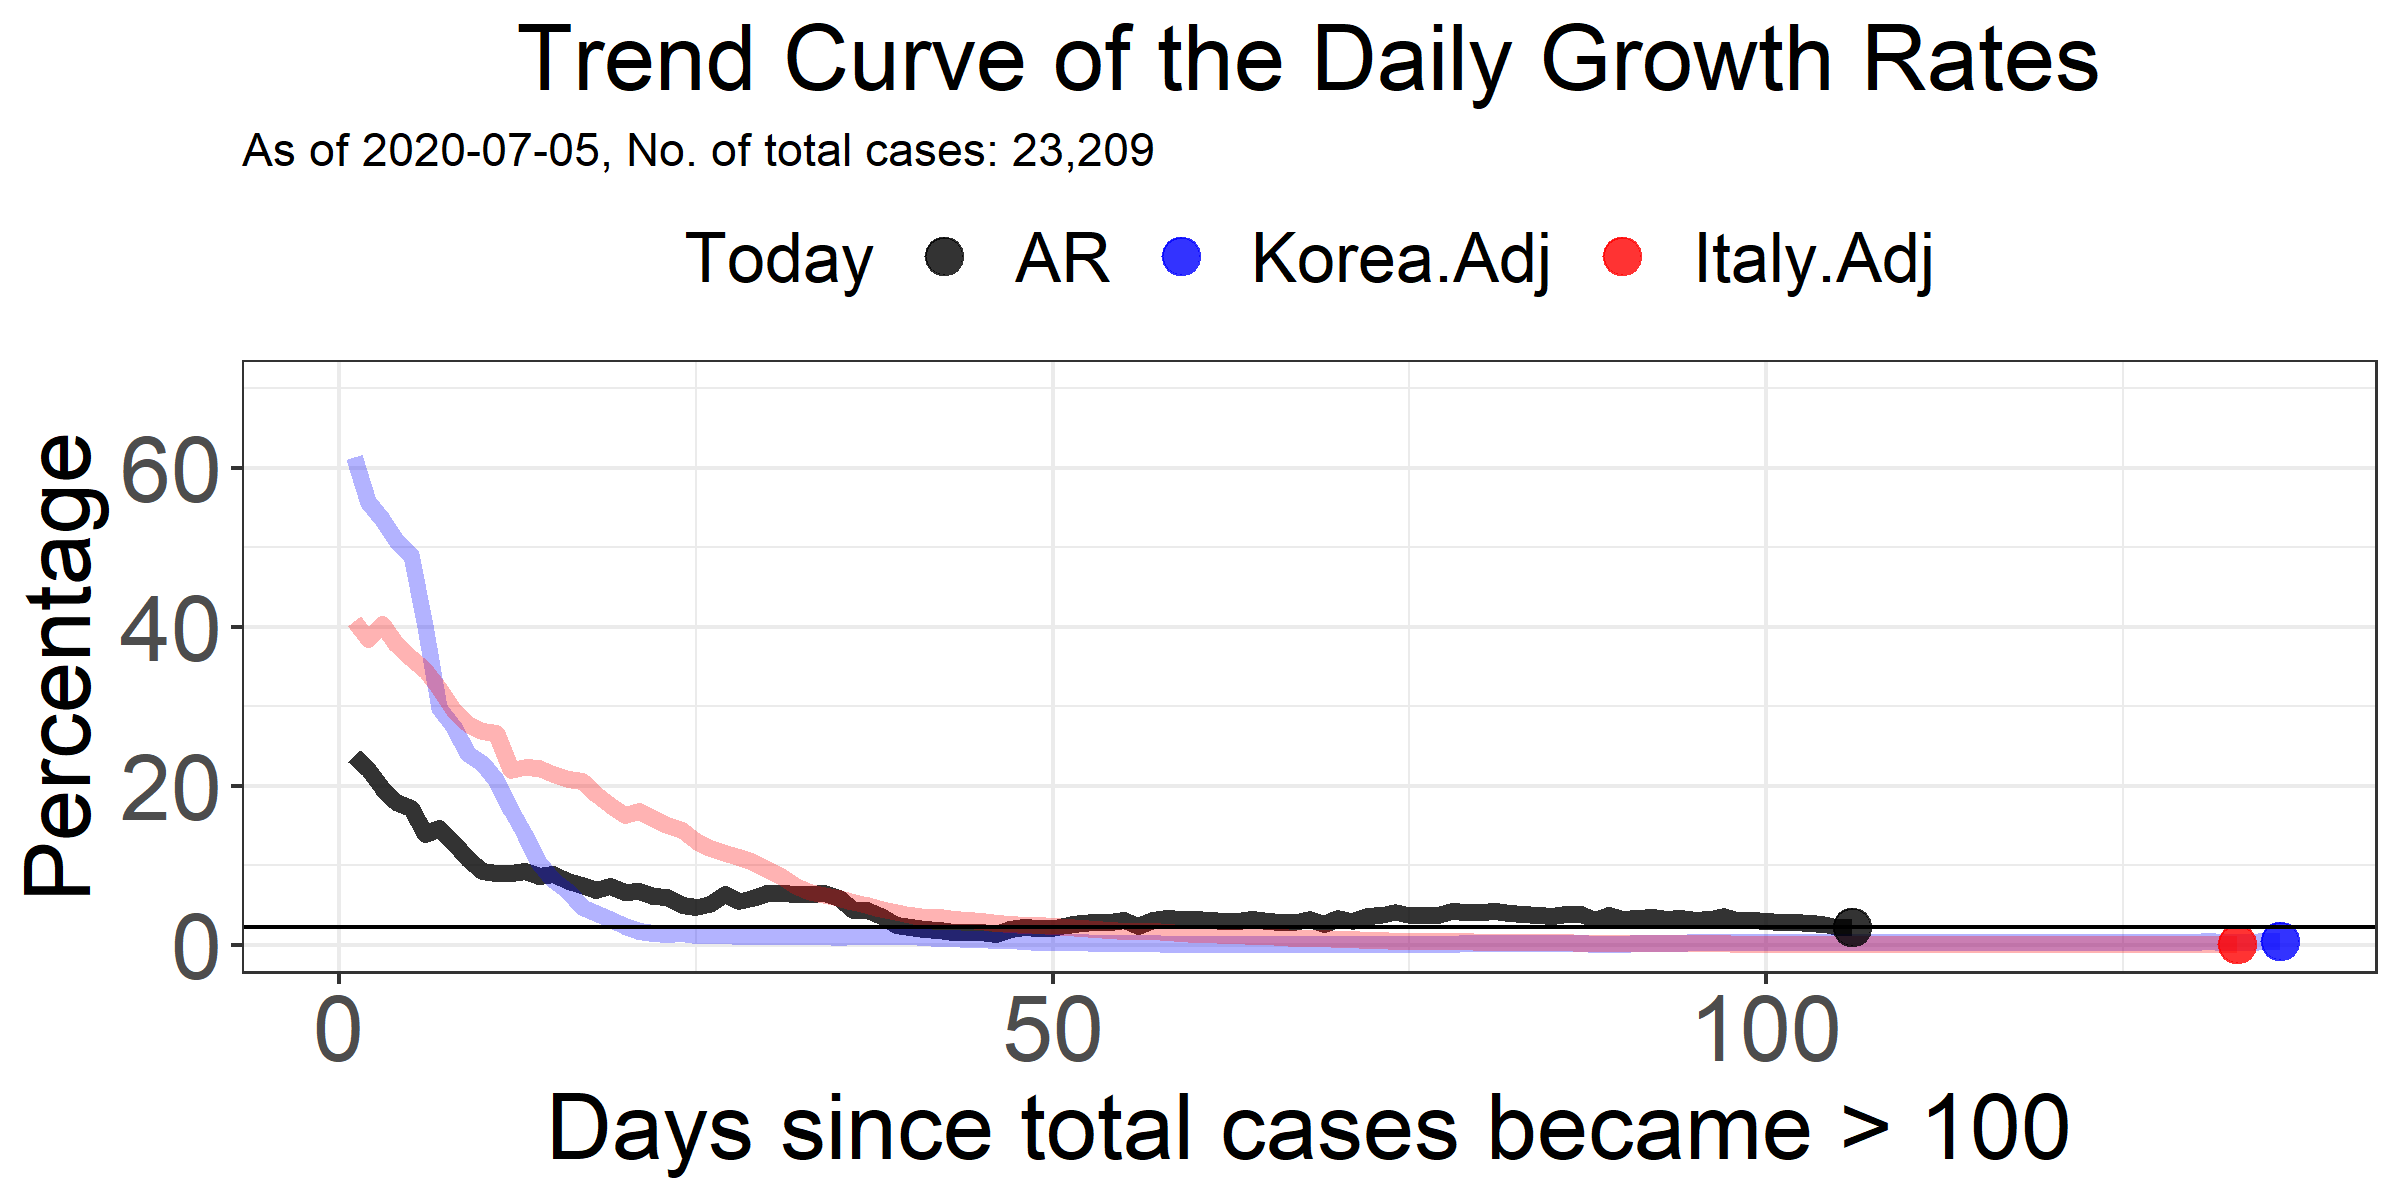 Trend Curve of the Daily Growth Rates
As of 2020-07-05, No. of total cases: 23,209
Today AR Korea.Adj Italy.Adj
Percentage
60
40
20
0
0 50 100
Days since total cases became > 100